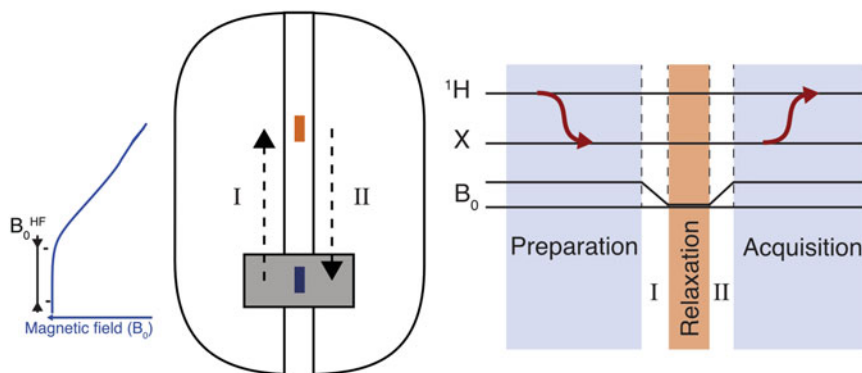 B₀ᴴᶠ
Magnetic field (B₀)
I
II
¹H
X
B₀
Preparation
I
Relaxation
II
Acquisition